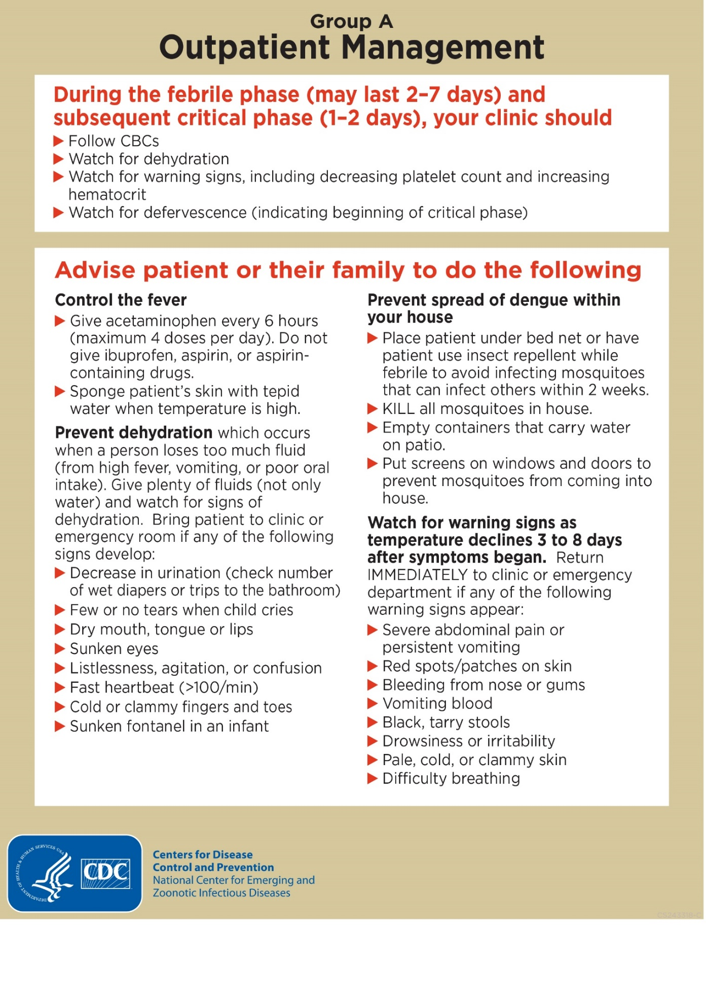 Group A
Outpatient Management
During the febrile phase (may last 2–7 days) and
subsequent critical phase (1–2 days), your clinic should
▶ Follow CBCs
▶ Watch for dehydration
▶ Watch for warning signs, including decreasing platelet count and increasing
hematocrit
▶ Watch for defervescence (indicating beginning of critical phase)
Advise patient or their family to do the following
Control the fever
▶ Give acetaminophen every 6 hours
(maximum 4 doses per day). Do not
give ibuprofen, aspirin, or aspirin-
containing drugs.
▶ Sponge patient's skin with tepid
water when temperature is high.
Prevent dehydration which occurs
when a person loses too much fluid
(from high fever, vomiting, or poor oral
intake). Give plenty of fluids (not only
water) and watch for signs of
dehydration.  Bring patient to clinic or
emergency room if any of the following
signs develop:
▶ Decrease in urination (check number
of wet diapers or trips to the bathroom)
▶ Few or no tears when child cries
▶ Dry mouth, tongue or lips
▶ Sunken eyes
▶ Listlessness, agitation, or confusion
▶ Fast heartbeat (>100/min)
▶ Cold or clammy fingers and toes
▶ Sunken fontanel in an infant
Prevent spread of dengue within
your house
▶ Place patient under bed net or have
patient use insect repellent while
febrile to avoid infecting mosquitoes
that can infect others within 2 weeks.
▶ KILL all mosquitoes in house.
▶ Empty containers that carry water
on patio.
▶ Put screens on windows and doors to
prevent mosquitoes from coming into
house.
Watch for warning signs as
temperature declines 3 to 8 days
after symptoms began.  Return
IMMEDIATELY to clinic or emergency
department if any of the following
warning signs appear:
▶ Severe abdominal pain or
persistent vomiting
▶ Red spots/patches on skin
▶ Bleeding from nose or gums
▶ Vomiting blood
▶ Black, tarry stools
▶ Drowsiness or irritability
▶ Pale, cold, or clammy skin
▶ Difficulty breathing
DEPARTMENT OF HEALTH & HUMAN SERVICES·USA
CDC
Centers for Disease
Control and Prevention
National Center for Emerging and
Zoonotic Infectious Diseases
CS243318-C